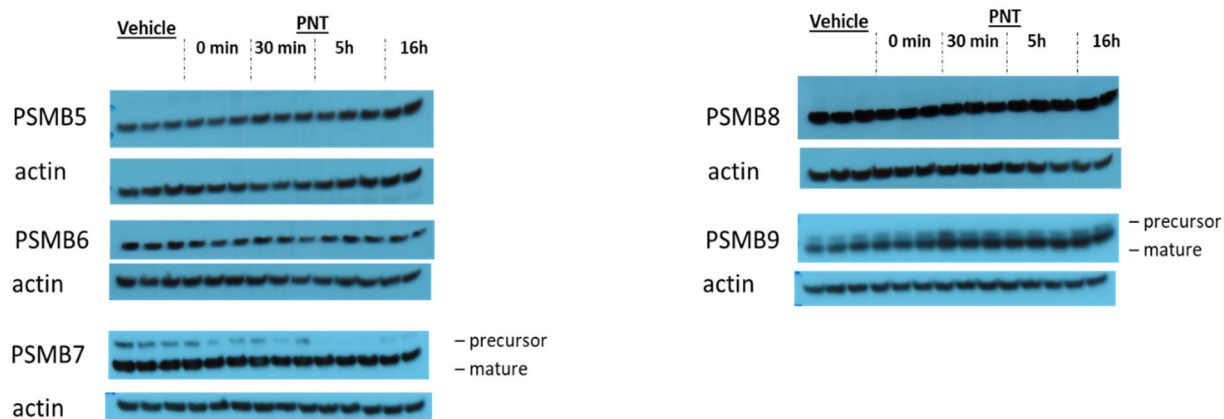 Vehicle PNT
0 min 30 min 5h 16h
PSMB5
actin
PSMB6
actin
PSMB7 – precursor
– mature
actin
Vehicle PNT
0 min 30 min 5h 16h
PSMB8
actin
PSMB9 – precursor
– mature
actin